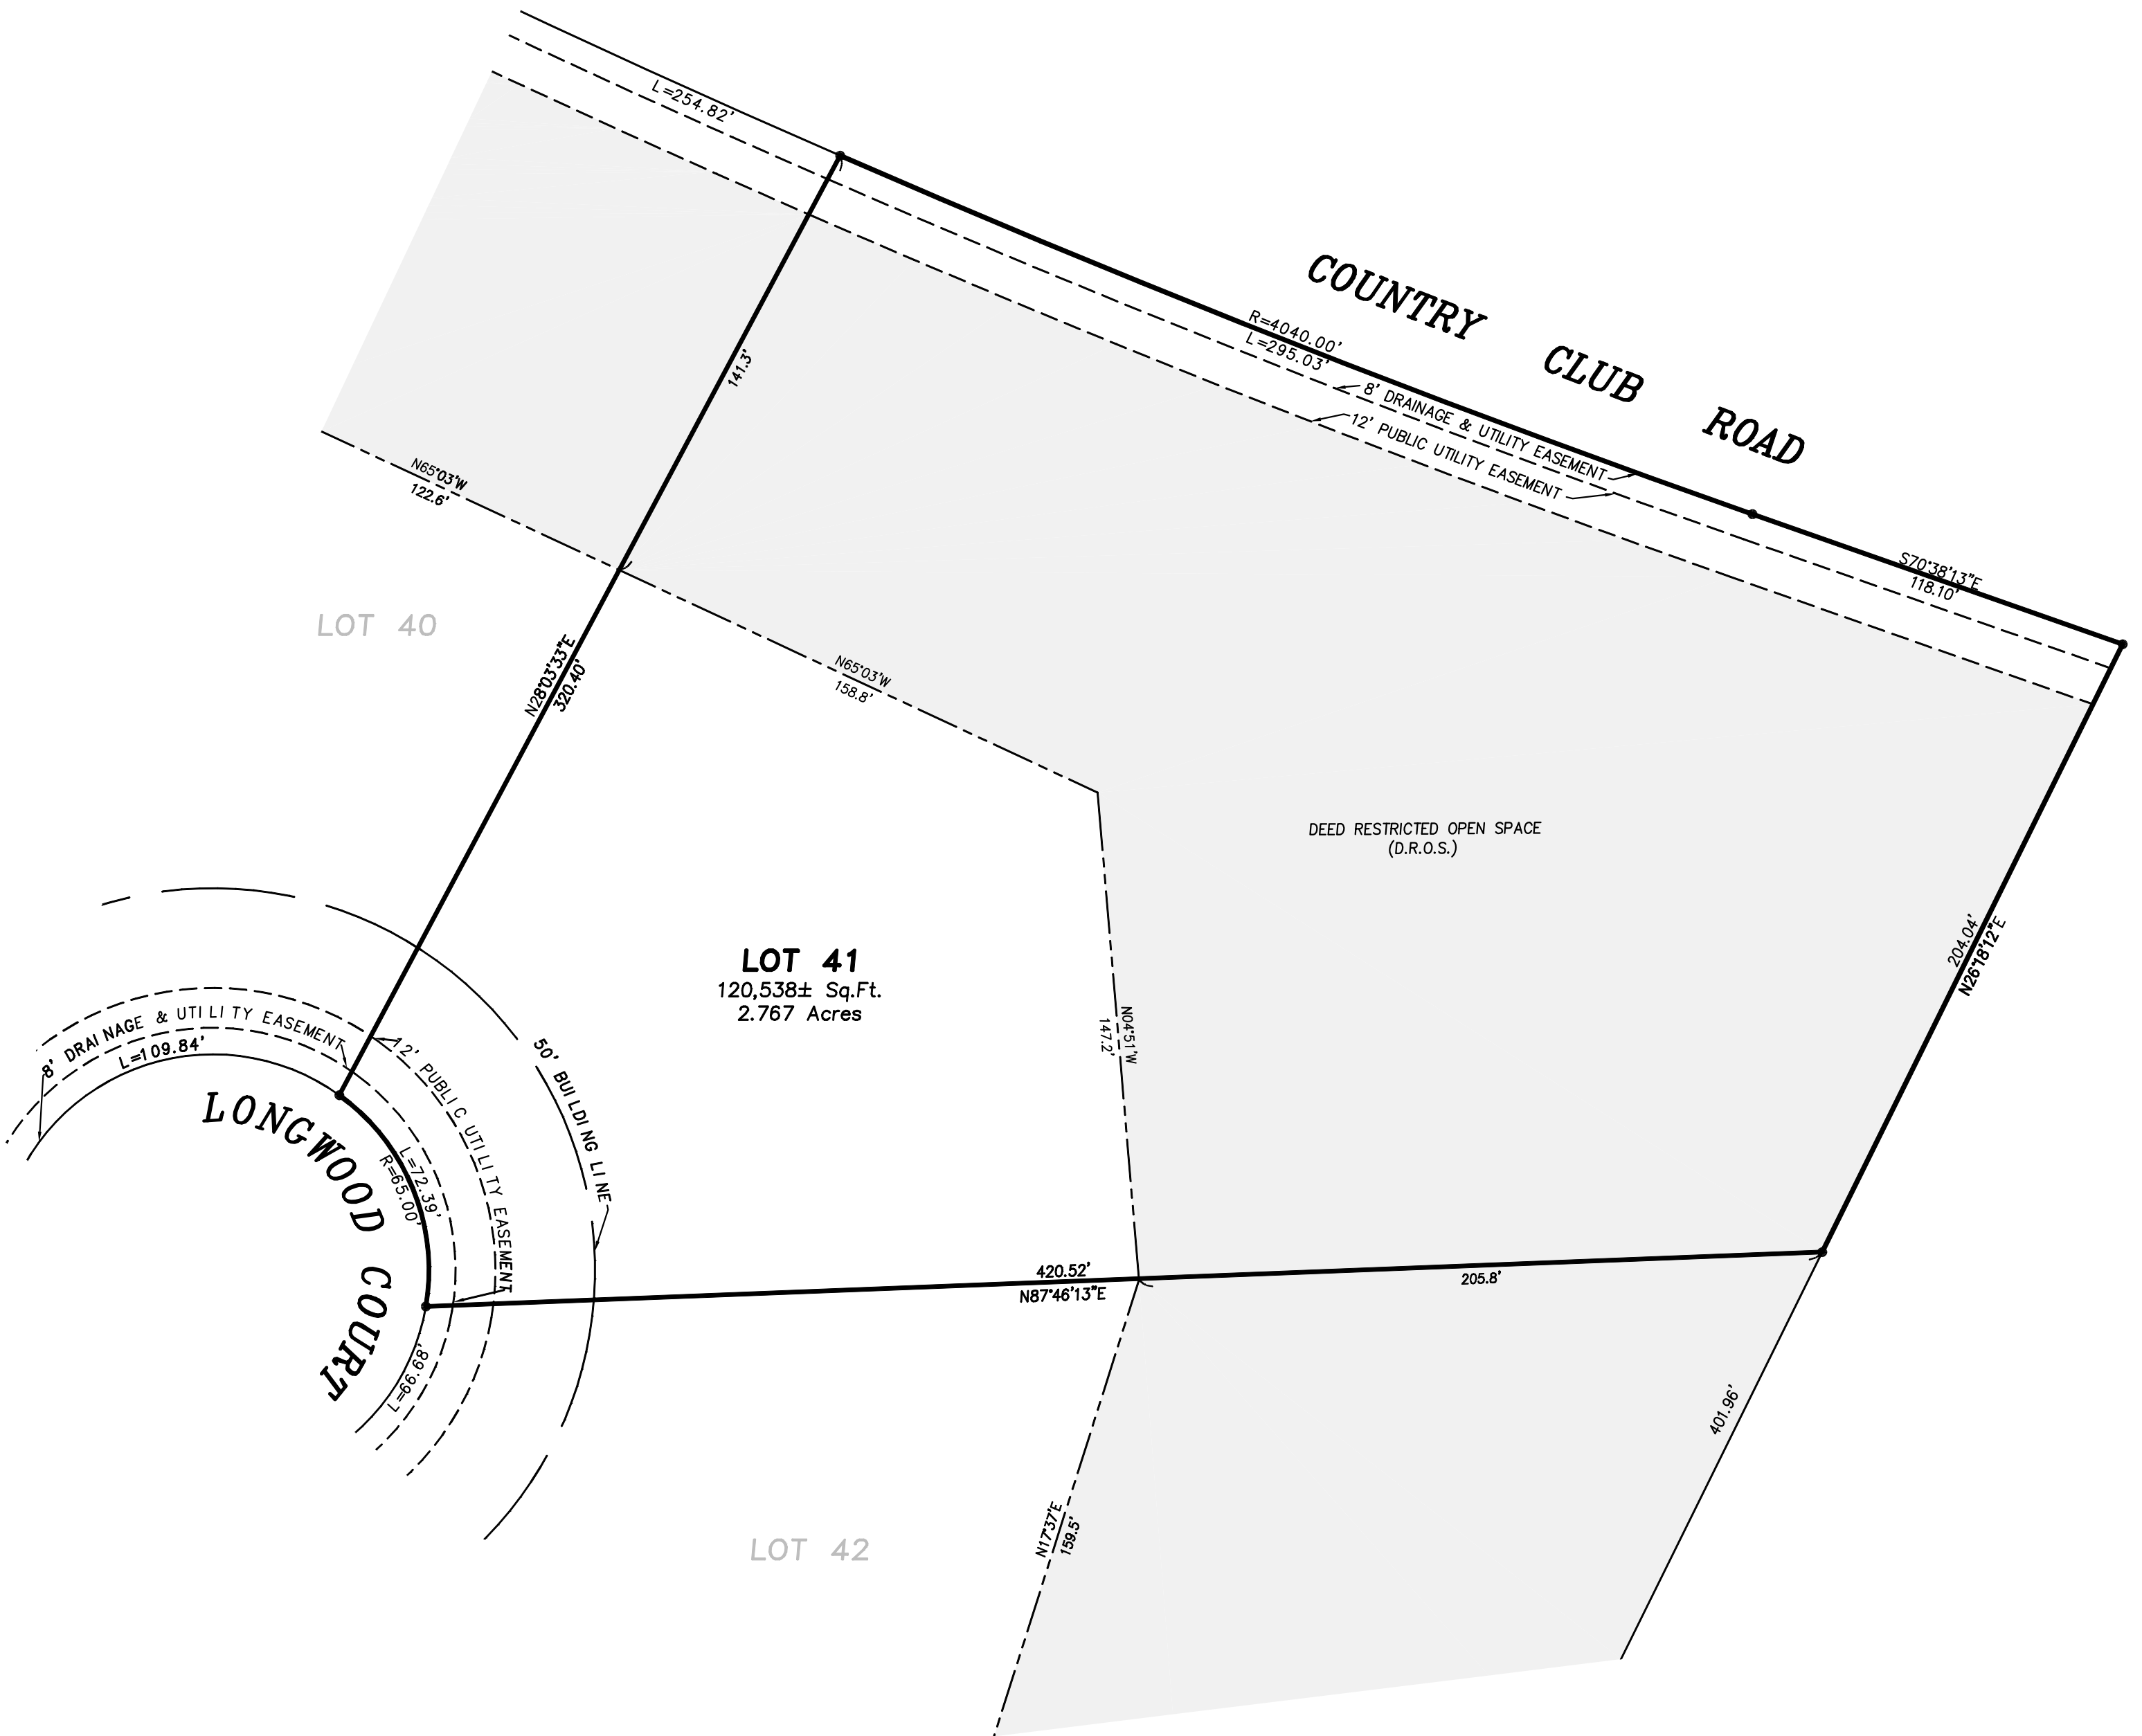 L=254.82'
COUNTRY CLUB ROAD
R=4040.00'
L=295.03'
8' DRAINAGE & UTILITY EASEMENT
12' PUBLIC UTILITY EASEMENT
141.3'
N65°03'W
122.6'
S70°38'13"E
118.10'
LOT 40
N28°03'33"E
320.40'
N65°03'W
158.8'
DEED RESTRICTED OPEN SPACE
(D.R.O.S.)
204.04'
N26°18'12"E
LOT 41
120,538± Sq.Ft.
2.767 Acres
N04°51'W
147.2'
8' DRAINAGE & UTILITY EASEMENT
L=109.84'
12' PUBLIC UTILITY EASEMENT
50' BUILDING LINE
LONGWOOD COURT
L=72.39'
R=65.00'
420.52'
N87°46'13"E
205.8'
L=66.68'
401.96'
N17°37'E
159.5'
LOT 42